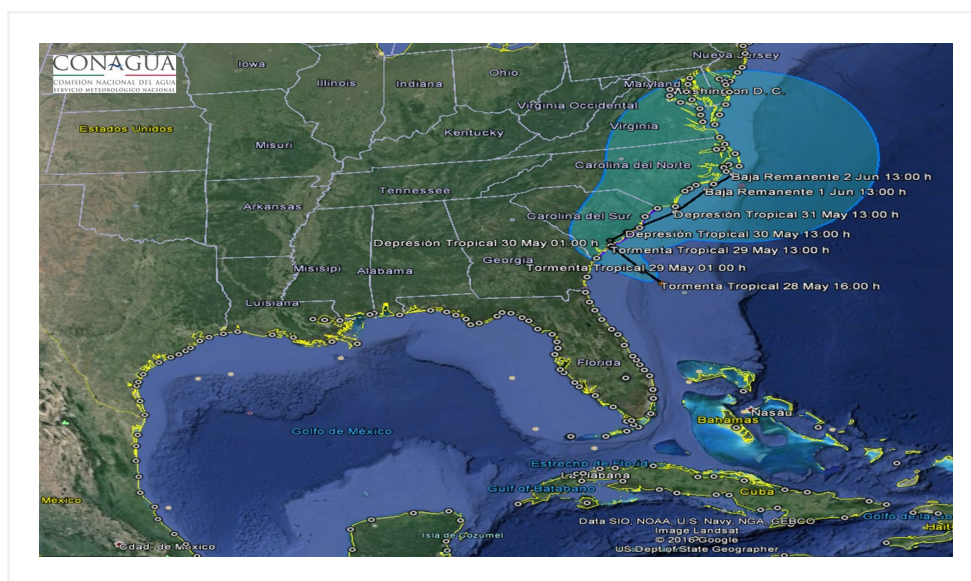 CONAGUA
COMISIÓN NACIONAL DEL AGUA
SERVICIO METEOROLÓGICO NACIONAL
Iowa
Nueva Jersey
Ohio
Illinois
Indiana
Maryland
Washington D. C.
Virginia Occidental
Estados Unidos
Virginia
Kentucky
Misuri
Carolina del Norte
Baja Remanente 2 Jun 13:00 h
Tennessee
Baja Remanente 1 Jun 13:00 h
Arkansas
Carolina del Sur
Depresión Tropical 31 May 13:00 h
Depresión Tropical 30 May 13:00 h
Depresión Tropical 30 May 01:00 h
Tormenta Tropical 29 May 13:00 h
Georgia
Misisipi
Alabama
Tormenta Tropical 29 May 01:00 h
Tormenta Tropical 28 May 16:00 h
Luisiana
Florida
Nasáu
Bahamas
Golfo de México
Estrecho de Florid
La Habana
Gulf of Batabano
Cuba
México
Golfo de la Go
Data SIO, NOAA, U.S. Navy, NGA, GEBCO
Hait
Image Landsat
Isla de Cozumel
© 2016 Google
Cdad. de México
US Dept of State Geographer